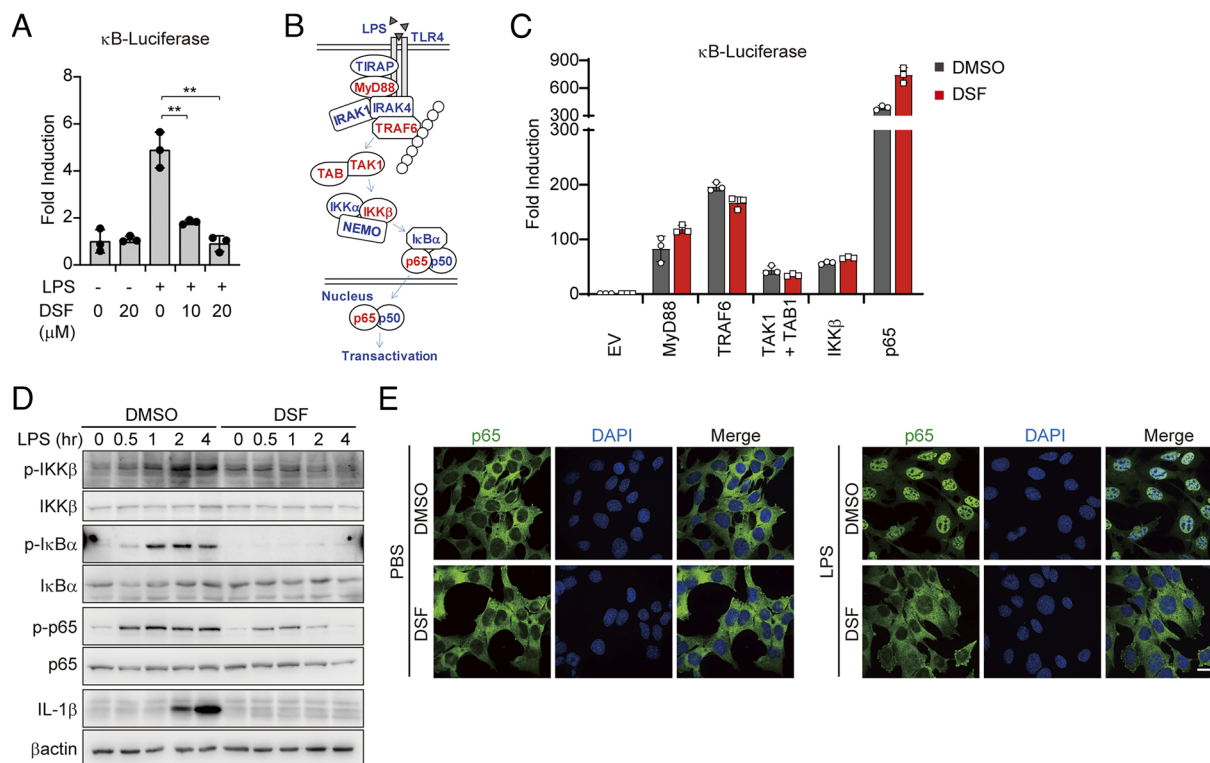 A
κB-Luciferase
Fold Induction
8
6
4
2
0
**
**
LPS - - + + +
DSF 0 20 0 10 20
(μM)
B
LPS
TLR4
TIRAP
MyD88
IRAK1
IRAK4
TRAF6
TAB
TAK1
IKKα
IKKβ
NEMO
IκBα
p65
p50
Nucleus
p65
p50
Transactivation
C
κB-Luciferase
DMSO
DSF
Fold Induction
900
700
500
300
100
300
200
100
0
EV
MyD88
TRAF6
TAK1
+ TAB1
IKKβ
p65
D
DMSO DSF
LPS (hr) 0 0.5 1 2 4 0 0.5 1 2 4
p-IKKβ
IKKβ
p-IκBα
IκBα
p-p65
p65
IL-1β
βactin
E
p65 DAPI Merge
PBS
DMSO
DSF
p65 DAPI Merge
LPS
DMSO
DSF